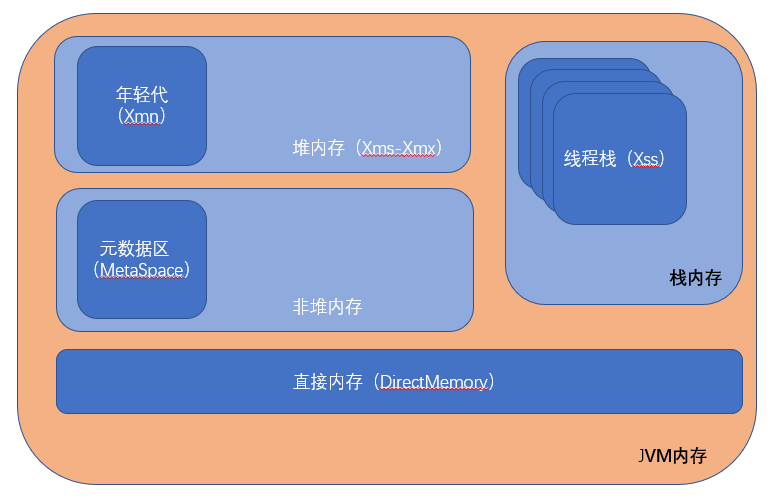 年轻代
（Xmn）
堆内存（Xms-Xmx）
线程栈（Xss）
栈内存
元数据区
（MetaSpace）
非堆内存
直接内存（DirectMemory）
JVM内存